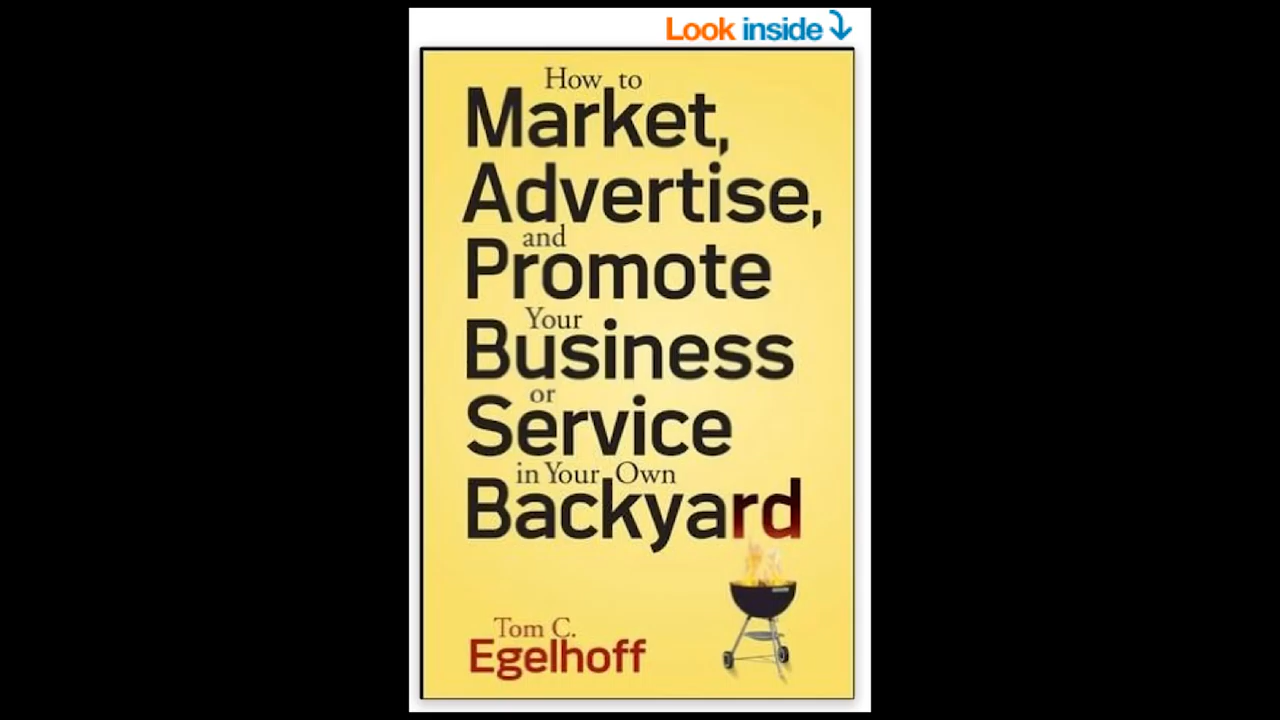 Look inside
How to
Market,
Advertise,
and
Promote
Your
Business
or
Service
in Your Own
Backyard
Tom C.
Egelhoff